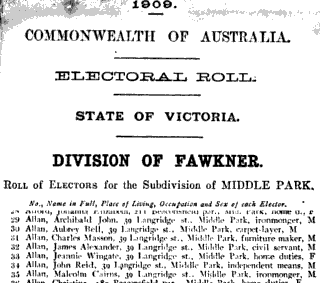 1909.
COMMONWEALTH OF AUSTRALIA.
ELECTORAL ROLL.
STATE OF VICTORIA.
DIVISION OF FAWKNER.
ROLL OF ELECTORS for the Subdivision of MIDDLE PARK.
No., Name in Full, Place of Living, Occupation and Sex of each Elector.
29 Allan, Archibald John, 39 Langridge st., Middle Park, ironmonger, M
30 Allan, Aubrey Bell, 39 Langridge st., Middle Park, carpet-layer, M
31 Allan, Charles Masson, 39 Langridge st., Middle Park, furniture maker, M
32 Allan, James Alexander, 39 Langridge st., Middle Park, civil servant, M
33 Allan, Jeannie Wingate, 39 Langridge st., Middle Park, home duties, F
34 Allan, John Reid, 39 Langridge st., Middle Park, independent means, M
35 Allan, Malcolm Cairns, 39 Langridge st., Middle Park, ironmonger, M